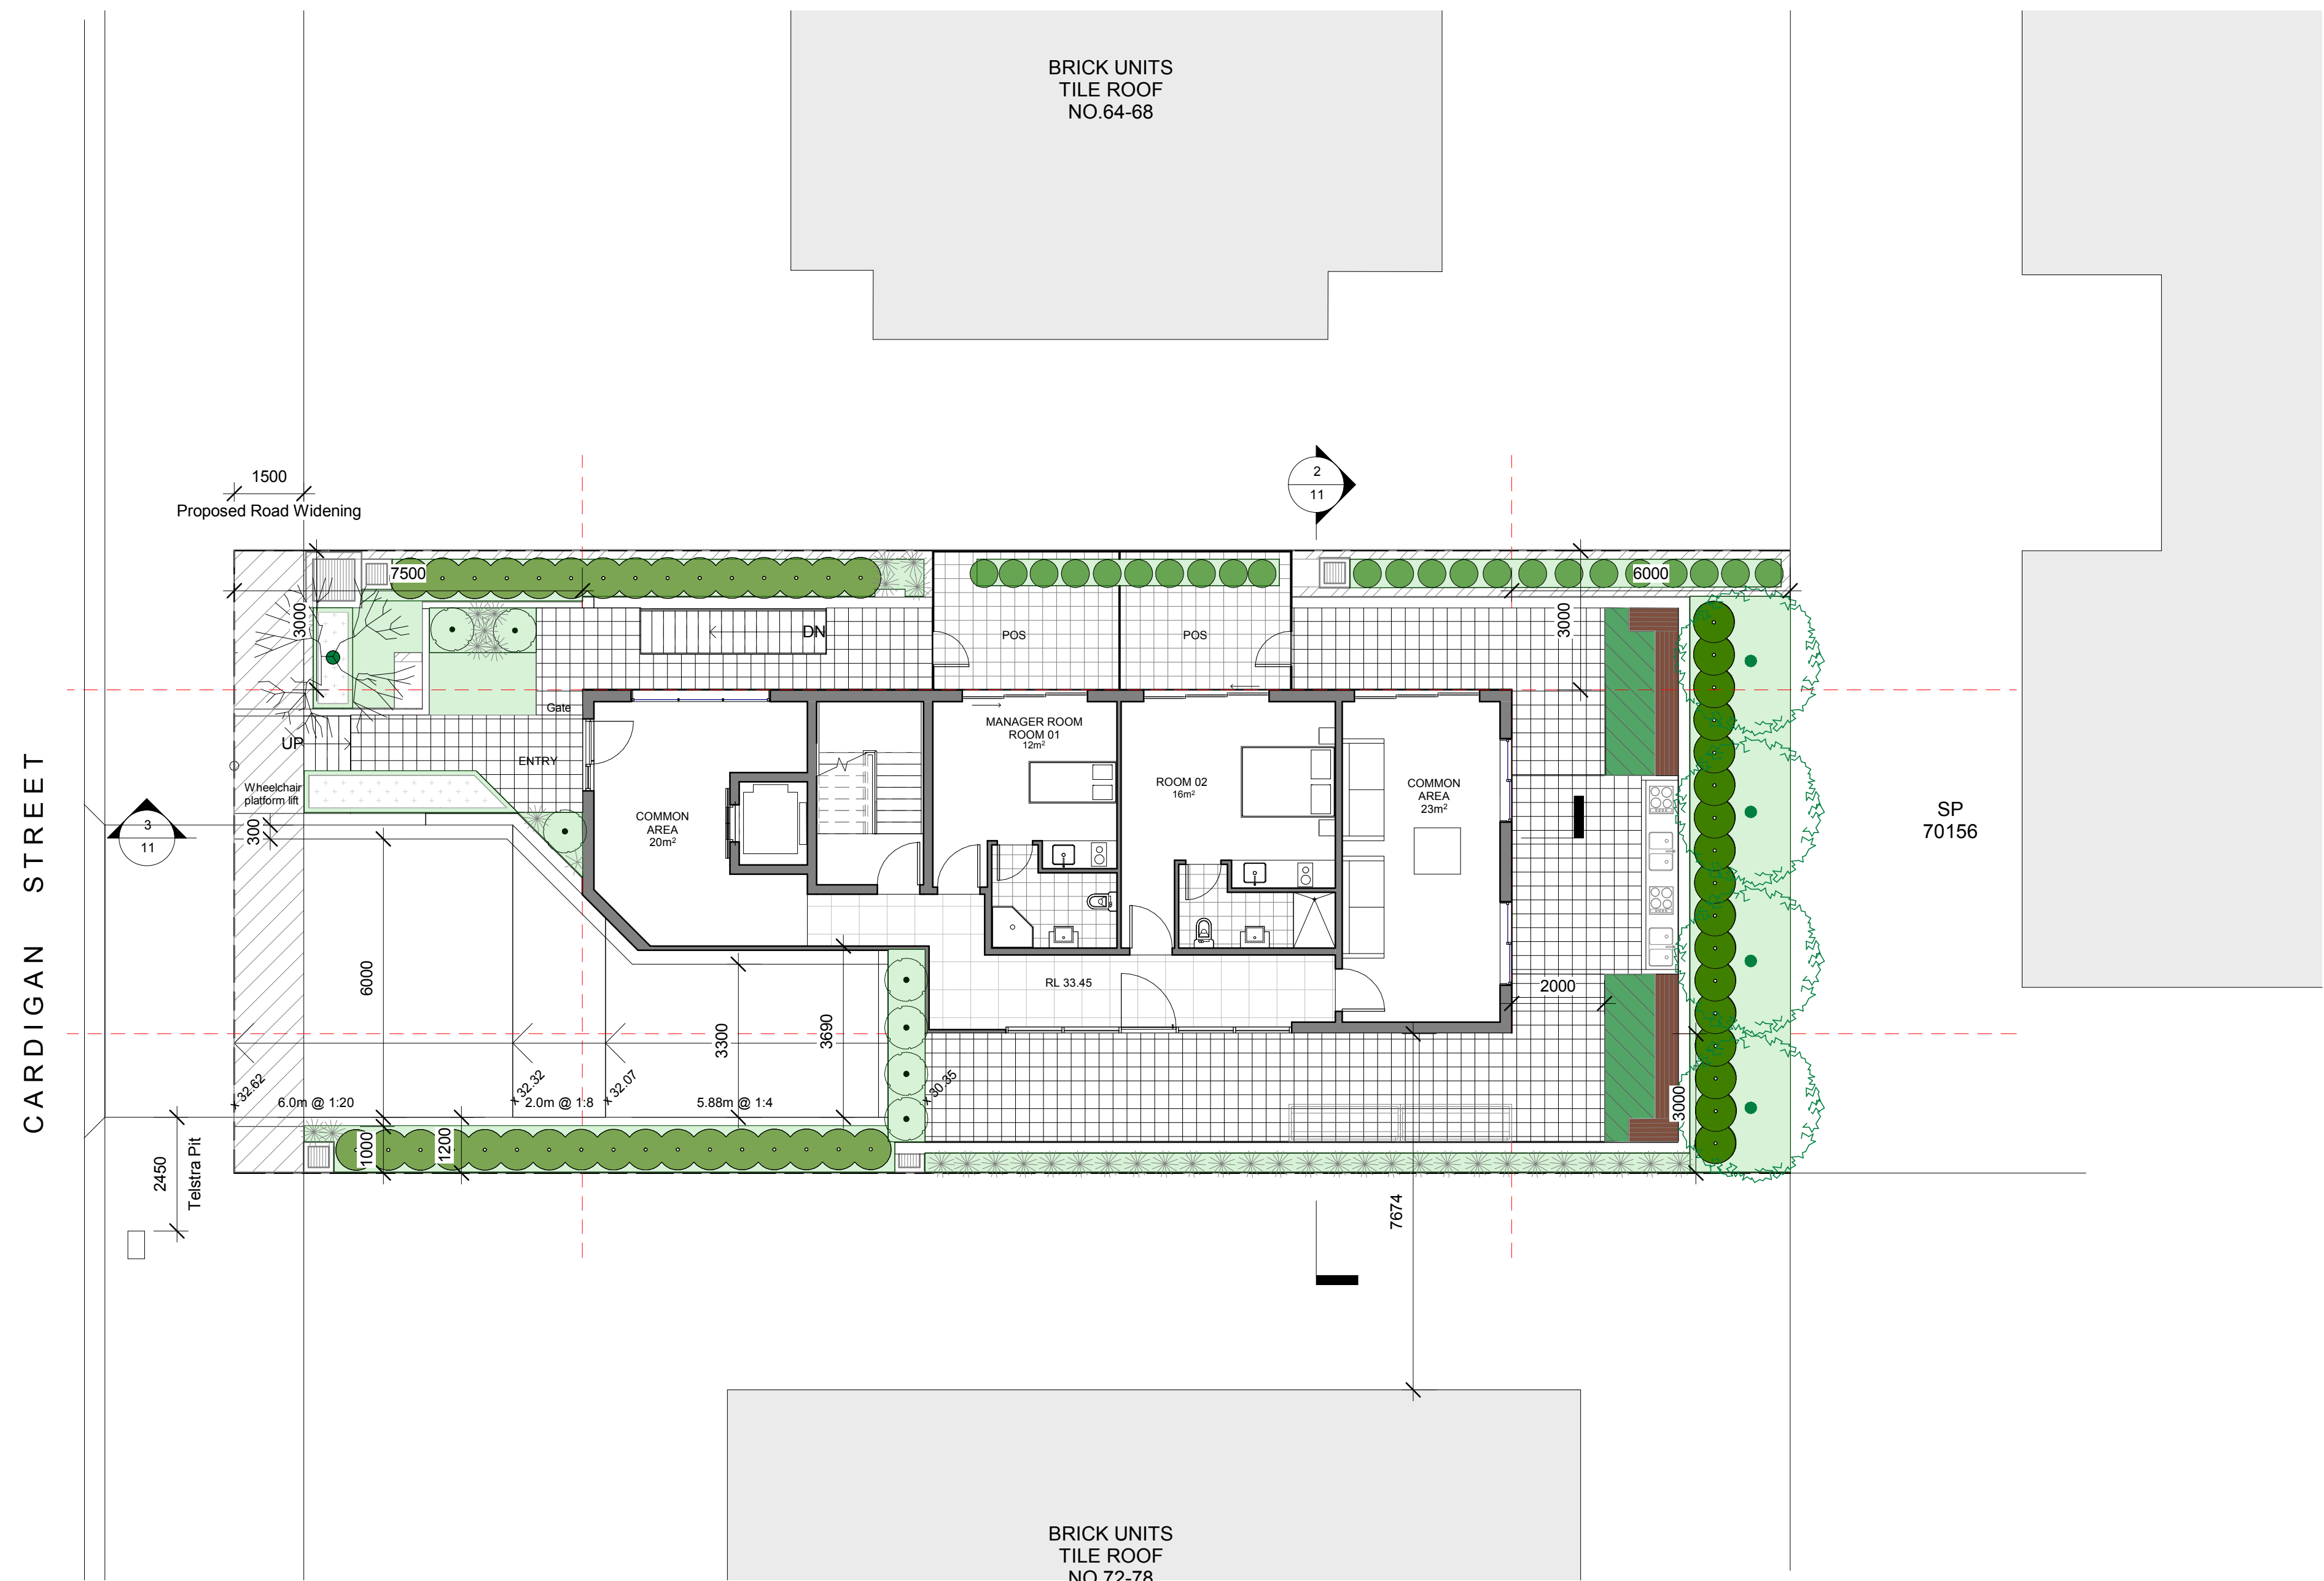 BRICK UNITS
TILE ROOF
NO.64-68
1500
Proposed Road Widening
2
11
7500
6000
3000
3000
DN
POS
POS
Gate
UP
ENTRY
MANAGER ROOM
ROOM 01
12m²
ROOM 02
16m²
COMMON
AREA
23m²
Wheelchair
platform lift
300
3
11
COMMON
AREA
20m²
SP
70156
CARDIGAN STREET
6000
3300
3690
RL 33.45
2000
x 32.62
x 32.32
x 32.07
x 30.35
6.0m @ 1:20
2.0m @ 1:8
5.88m @ 1:4
3000
1000
1200
2450
Telstra Pit
7674
BRICK UNITS
TILE ROOF
NO.72-78